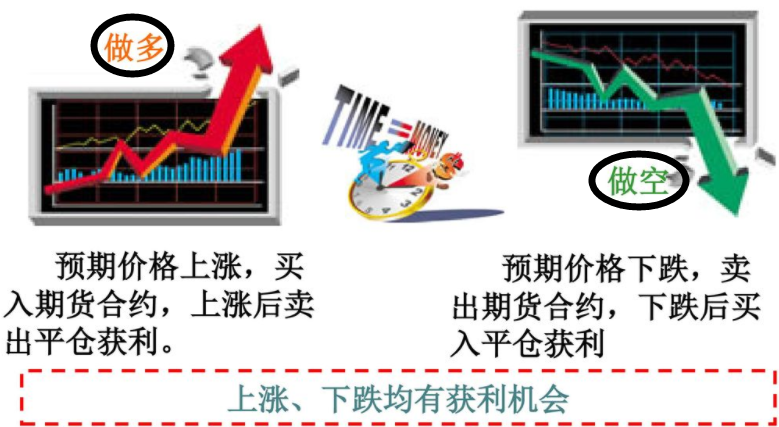 做多
TIME = MONEY
做空
预期价格上涨，买
入期货合约，上涨后卖
出平仓获利。
预期价格下跌，卖
出期货合约，下跌后买
入平仓获利
上涨、下跌均有获利机会